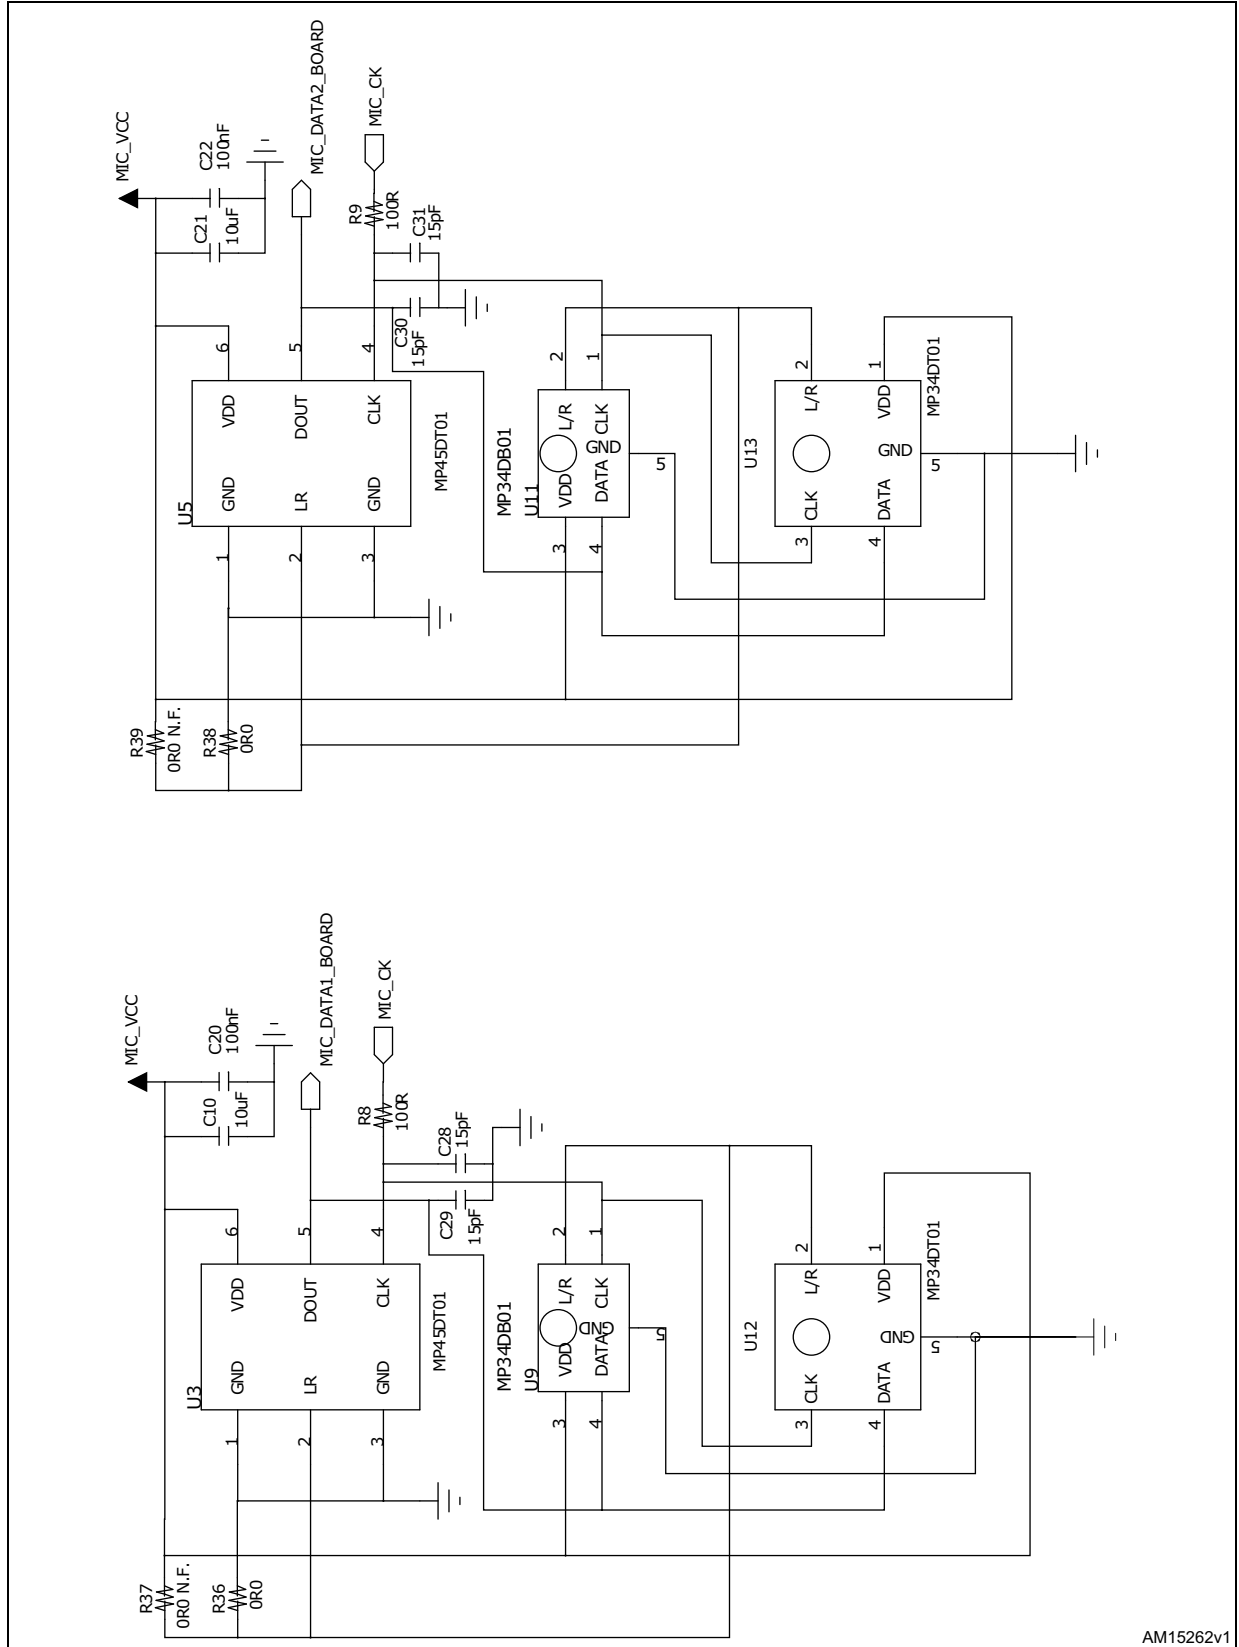 MIC_VCC
C22
100nF
C21
10uF
MIC_DATA2_BOARD
MIC_CK
R9
100R
C31
15pF
C30
15pF
6
5
4
VDD
DOUT
CLK
GND
LR
GND
U5
MP45DT01
1
2
3
R39
0R0 N.F.
R38
0R0
2
1
L/R
CLK
GND
5
VDD
DATA
MP34DB01
U11
3
4
2
1
L/R
VDD
GND
5
CLK
DATA
U13
MP34DT01
3
4
MIC_VCC
C20
100nF
C10
10uF
MIC_DATA1_BOARD
MIC_CK
R8
100R
C28
15pF
C29
15pF
6
5
4
VDD
DOUT
CLK
GND
LR
GND
U3
MP45DT01
1
2
3
R37
0R0 N.F.
R36
0R0
2
1
L/R
CLK
GND
5
VDD
DATA
MP34DB01
U9
3
4
2
1
L/R
VDD
GND
5
CLK
DATA
U12
MP34DT01
3
4
AM15262v1